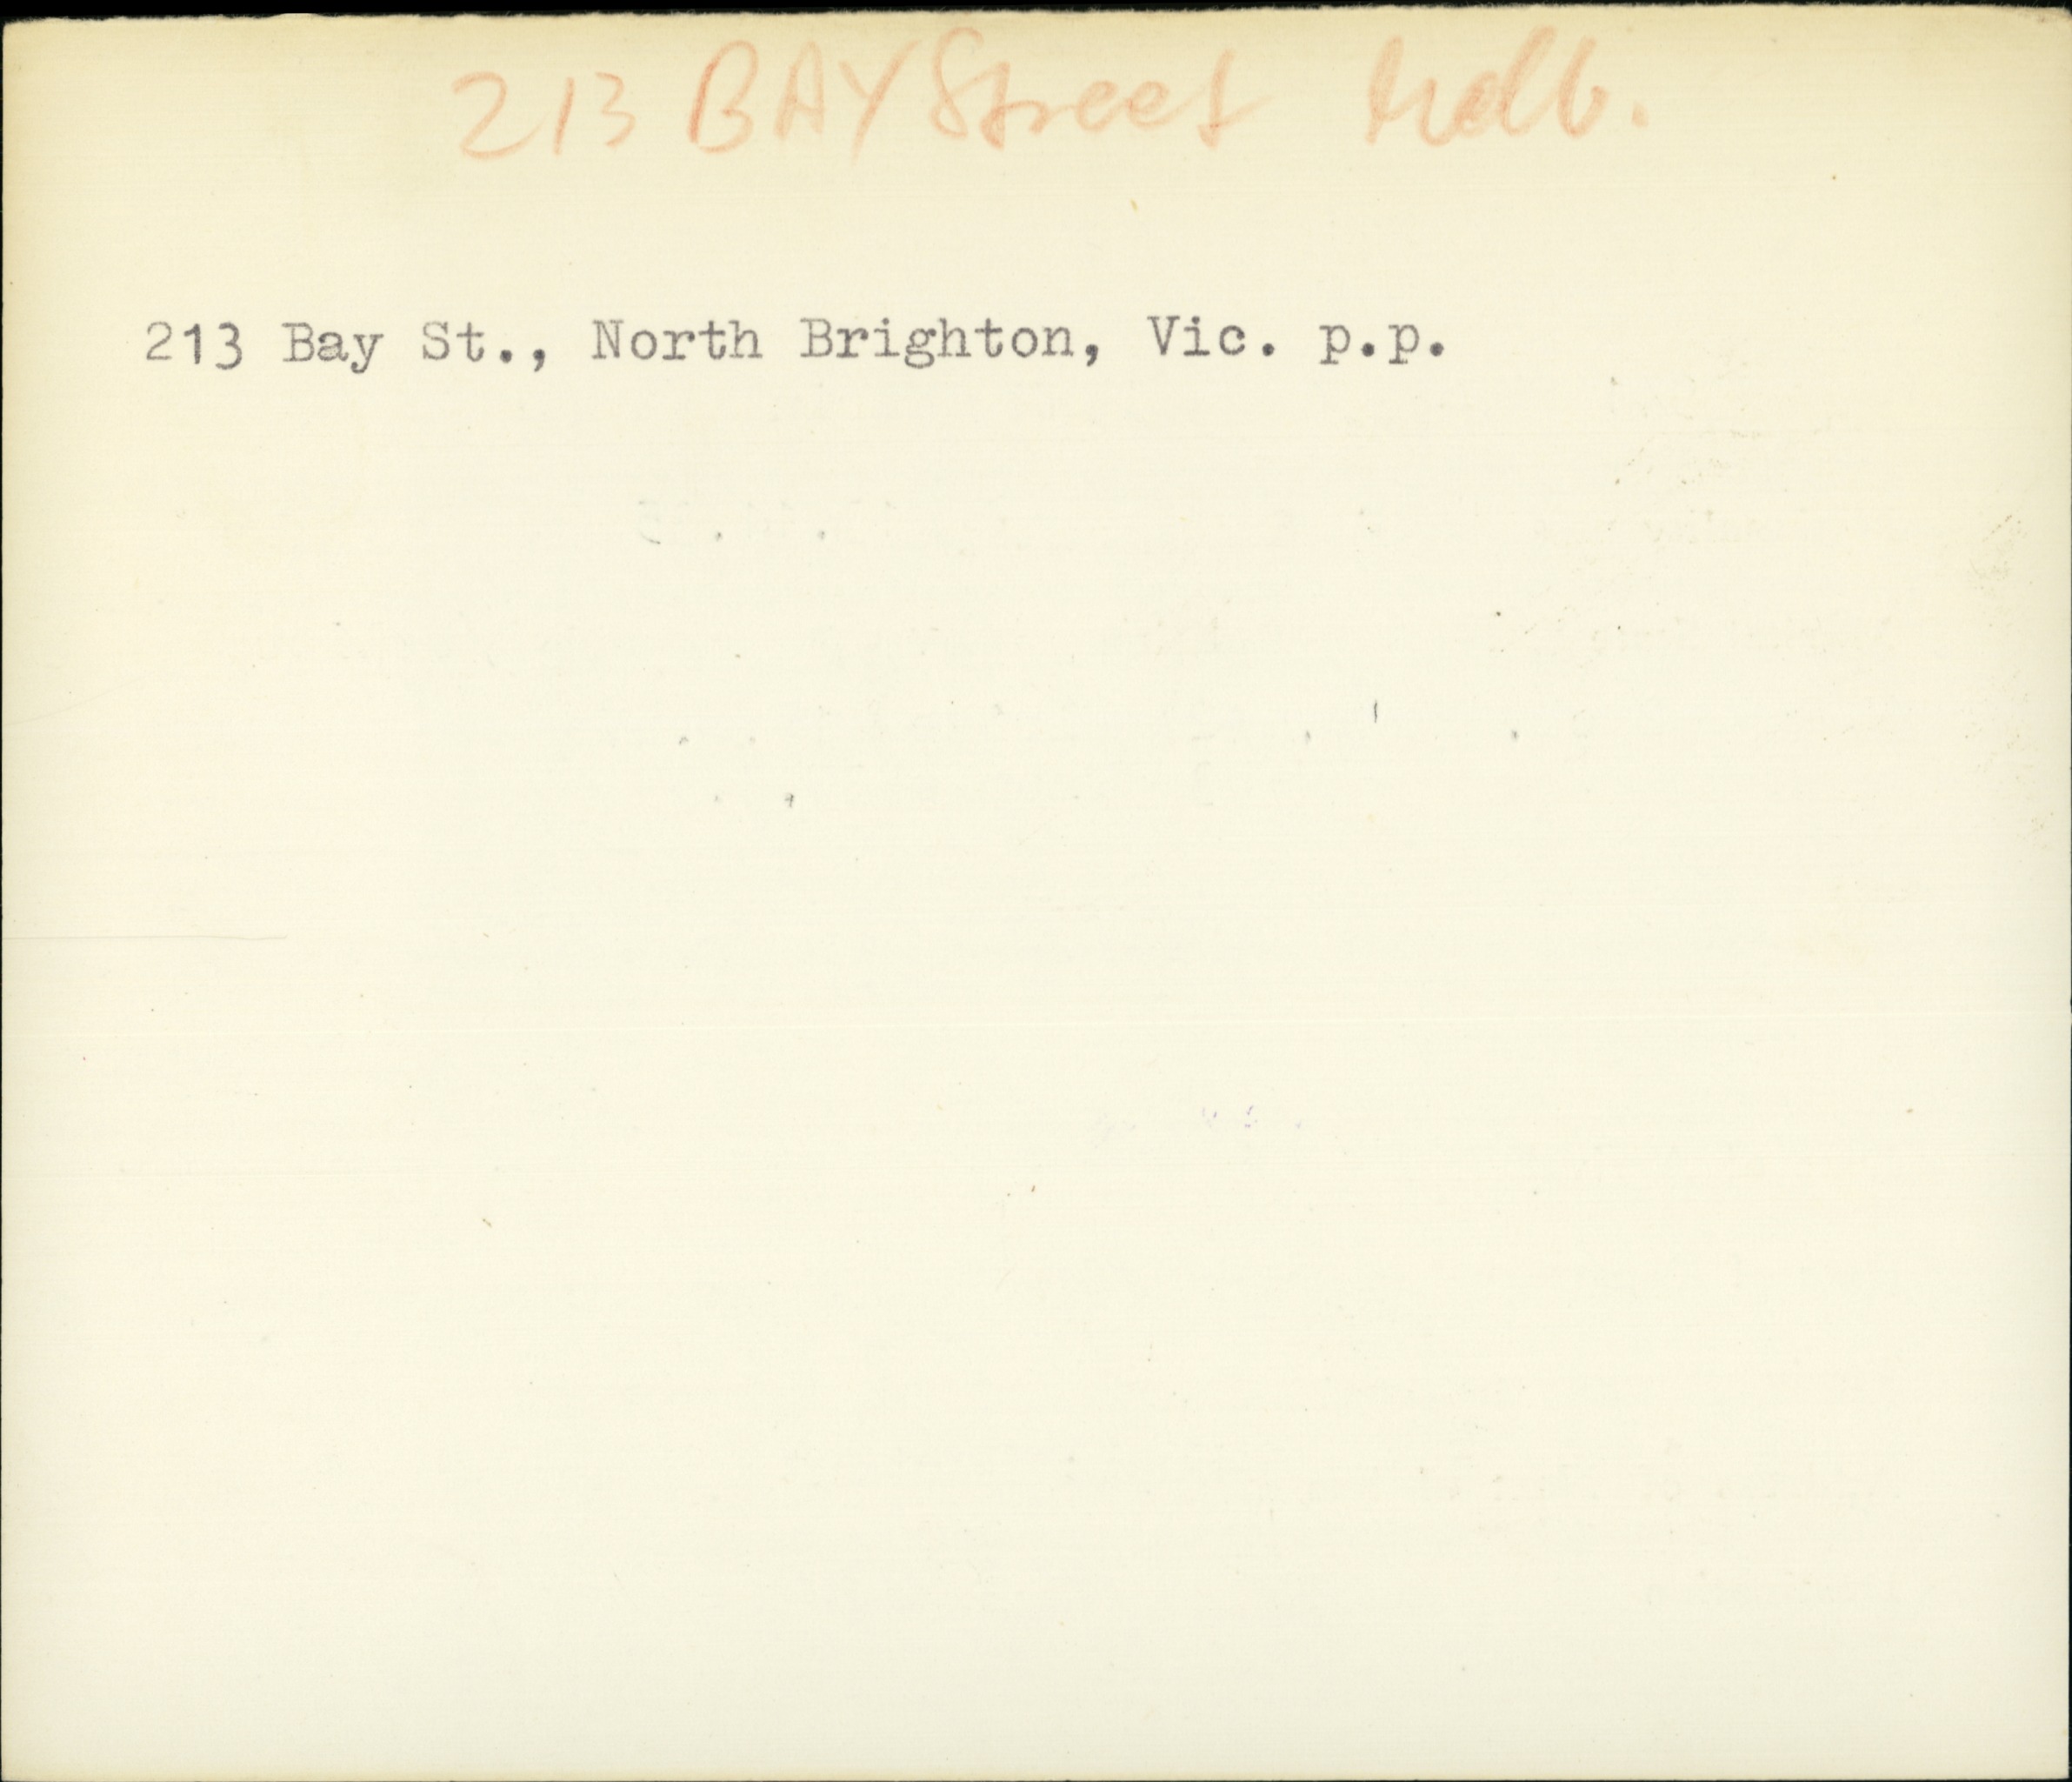 213 BAY Street Melb.
213 Bay St., North Brighton, Vic. p.p.